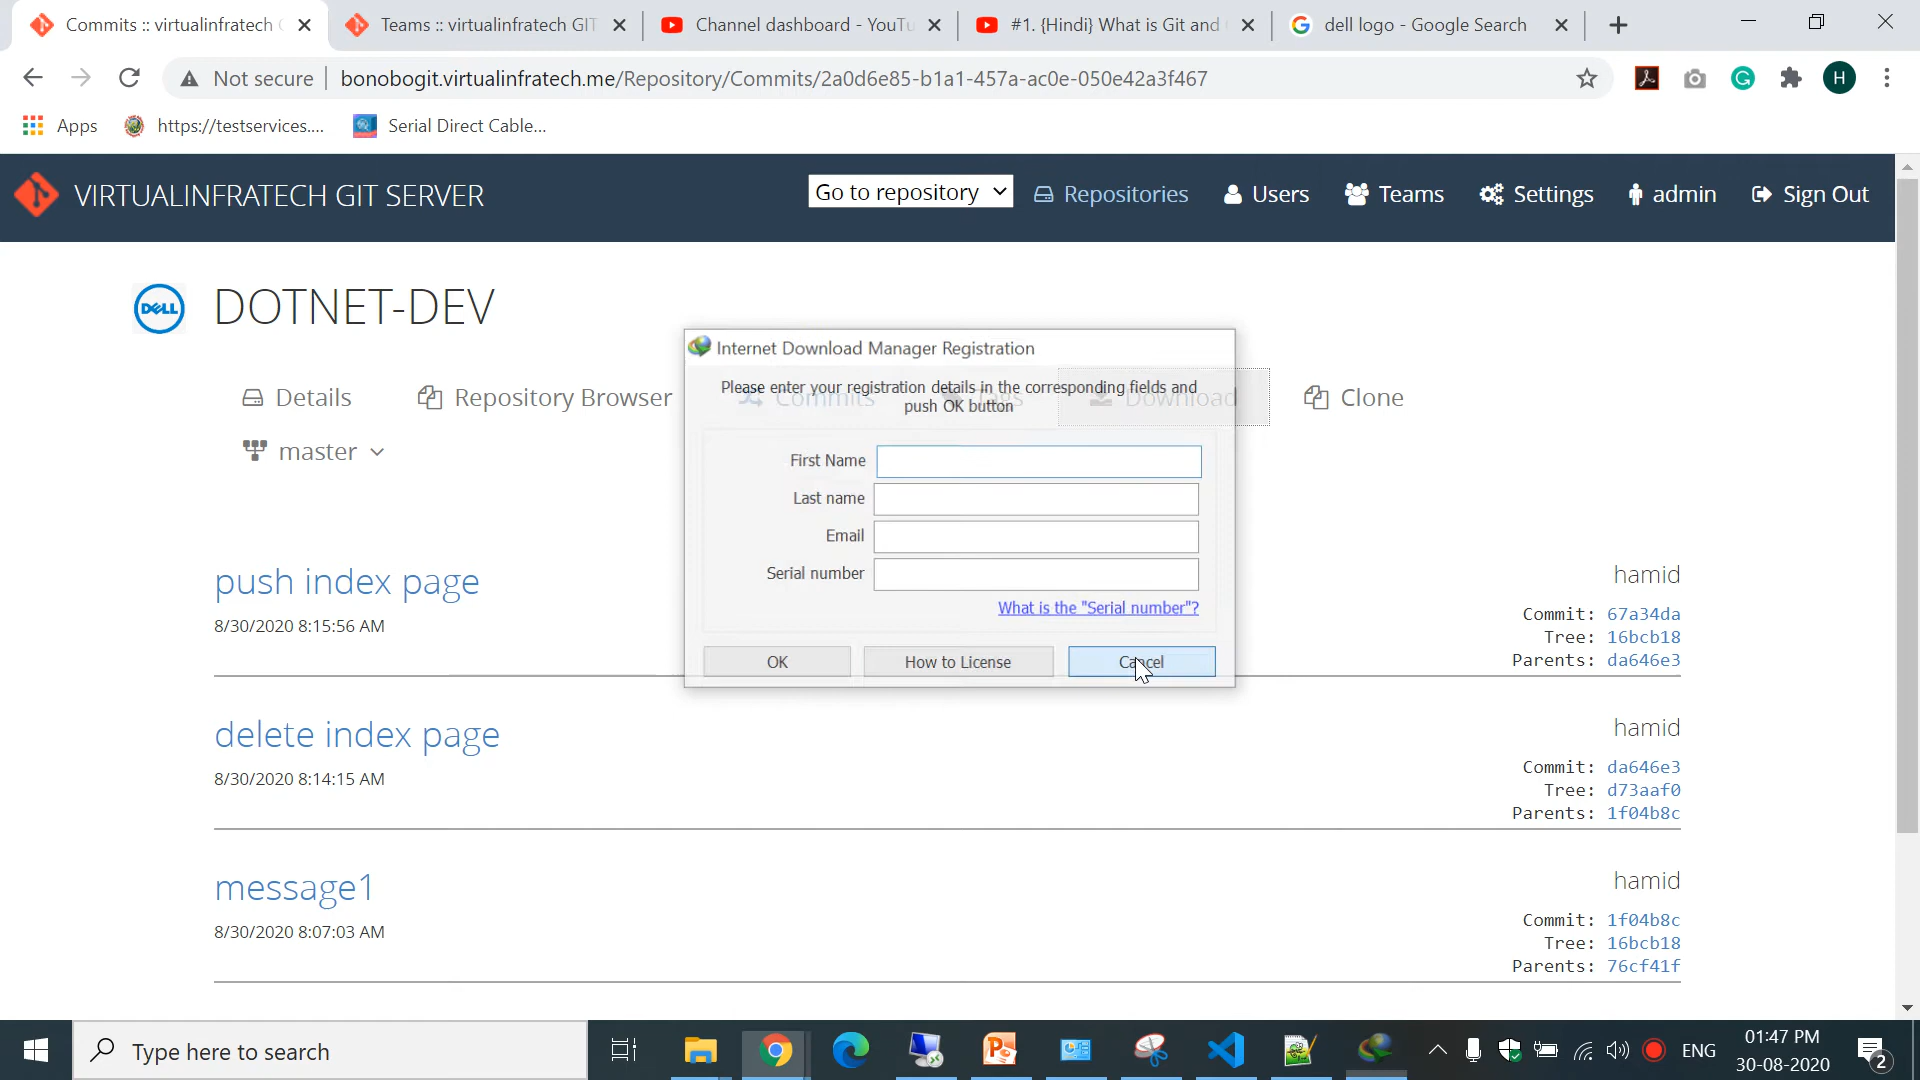 Commits :: virtualinfratech
Teams :: virtualinfratech GIT
Channel dashboard - YouTu
#1. {Hindi} What is Git and
dell logo - Google Search
Not secure
bonobogit.virtualinfratech.me/Repository/Commits/2a0d6e85-b1a1-457a-ac0e-050e42a3f467
H
Apps
https://testservices....
Serial Direct Cable...
VIRTUALINFRATECH GIT SERVER
Go to repository
Repositories
Users
Teams
Settings
admin
Sign Out
DELL
DOTNET-DEV
Details
Repository Browser
Commits
Tags
Download
Clone
master
Internet Download Manager Registration
Please enter your registration details in the corresponding fields and
push OK button
First Name
Last name
Email
Serial number
What is the "Serial number"?
OK
How to License
Cancel
push index page
8/30/2020 8:15:56 AM
hamid
Commit: 67a34da
Tree: 16bcb18
Parents: da646e3
delete index page
8/30/2020 8:14:15 AM
hamid
Commit: da646e3
Tree: d73aaf0
Parents: 1f04b8c
message1
8/30/2020 8:07:03 AM
hamid
Commit: 1f04b8c
Tree: 16bcb18
Parents: 76cf41f
Type here to search
ENG
01:47 PM
30-08-2020
2